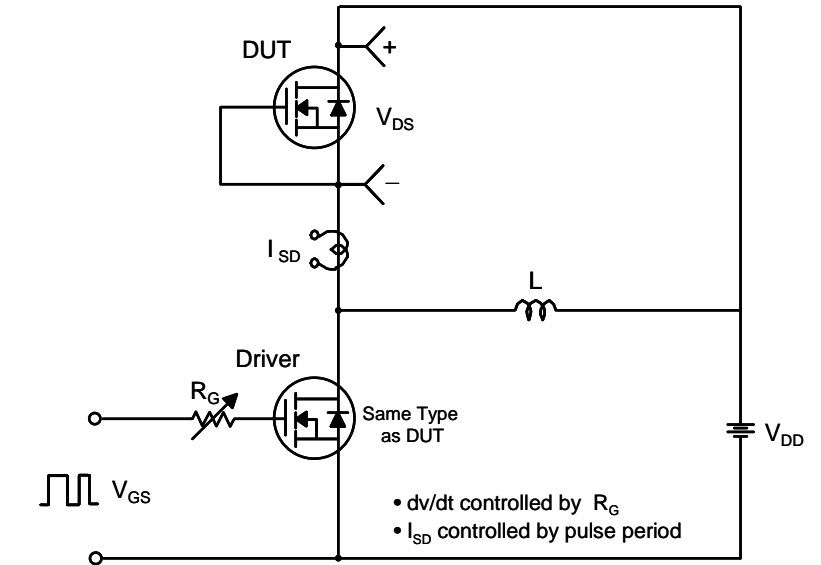 DUT
+
V_DS
–
I_SD
L
Driver
R_G
Same Type
as DUT
V_DD
V_GS
• dv/dt controlled by R_G
• I_SD controlled by pulse period